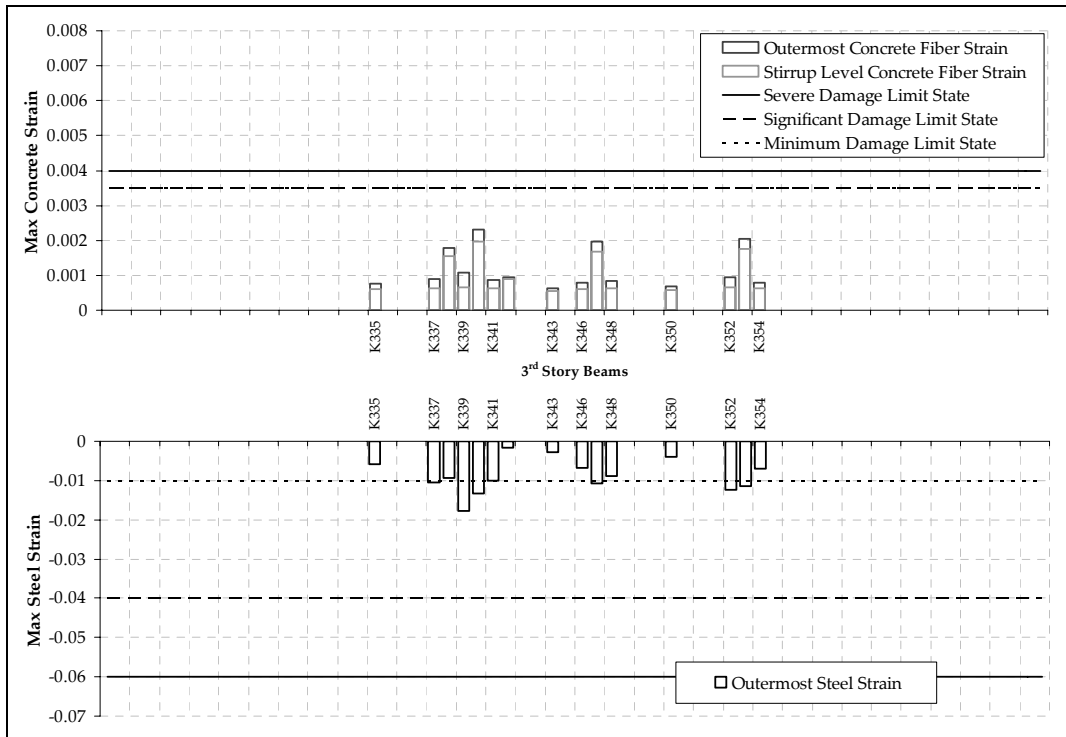 0.008
0.007
0.006
0.005
0.004
0.003
0.002
0.001
0
Max Concrete Strain
Outermost Concrete Fiber Strain
Stirrup Level Concrete Fiber Strain
Severe Damage Limit State
Significant Damage Limit State
Minimum Damage Limit State
K335 K337 K339 K341 K343 K346 K348 K350 K352 K354
3rd Story Beams
K335 K337 K339 K341 K343 K346 K348 K350 K352 K354
0
-0.01
-0.02
-0.03
-0.04
-0.05
-0.06
-0.07
Max Steel Strain
Outermost Steel Strain